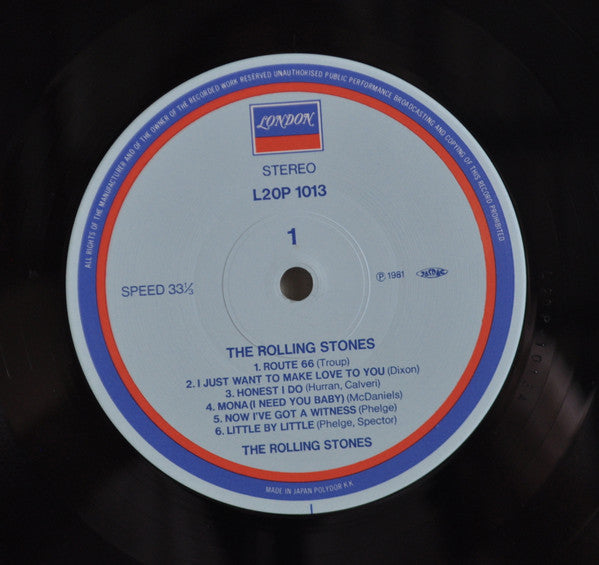 ALL RIGHTS OF THE MANUFACTURER AND OF THE OWNER OF THE RECORDED WORK RESERVED UNAUTHORISED PUBLIC PERFORMANCE BROADCASTING AND COPYING OF THIS RECORD PROHIBITED
LONDON
STEREO
L20P 1013
1
SPEED 33⅓
Ⓟ 1981
THE ROLLING STONES
1. ROUTE 66 (Troup)
2. I JUST WANT TO MAKE LOVE TO YOU (Dixon)
3. HONEST I DO (Hurran, Calveri)
4. MONA (I NEED YOU BABY) (McDaniels)
5. NOW I'VE GOT A WITNESS (Phelge)
6. LITTLE BY LITTLE (Phelge, Spector)
THE ROLLING STONES
MADE IN JAPAN POLYDOR K.K